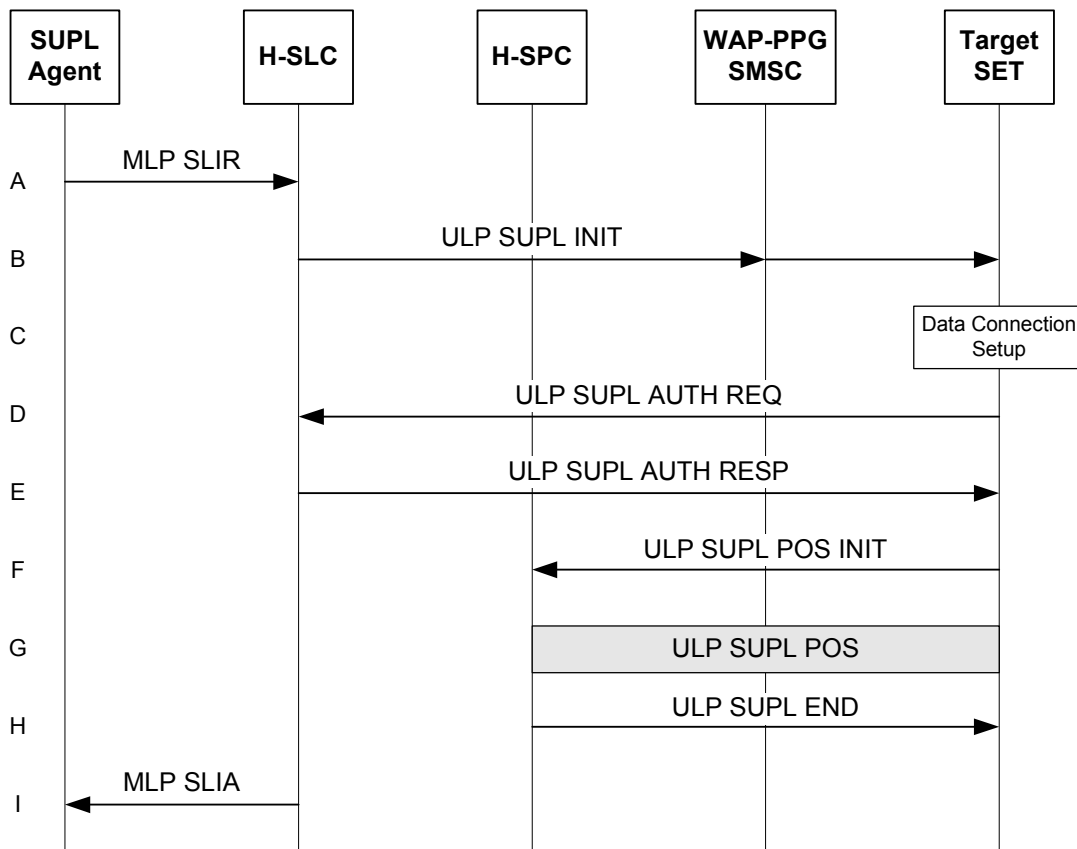 SUPL
Agent
H-SLC
H-SPC
WAP-PPG
SMSC
Target
SET
A
MLP SLIR
B
ULP SUPL INIT
C
Data Connection
Setup
D
ULP SUPL AUTH REQ
E
ULP SUPL AUTH RESP
F
ULP SUPL POS INIT
G
ULP SUPL POS
H
ULP SUPL END
I
MLP SLIA